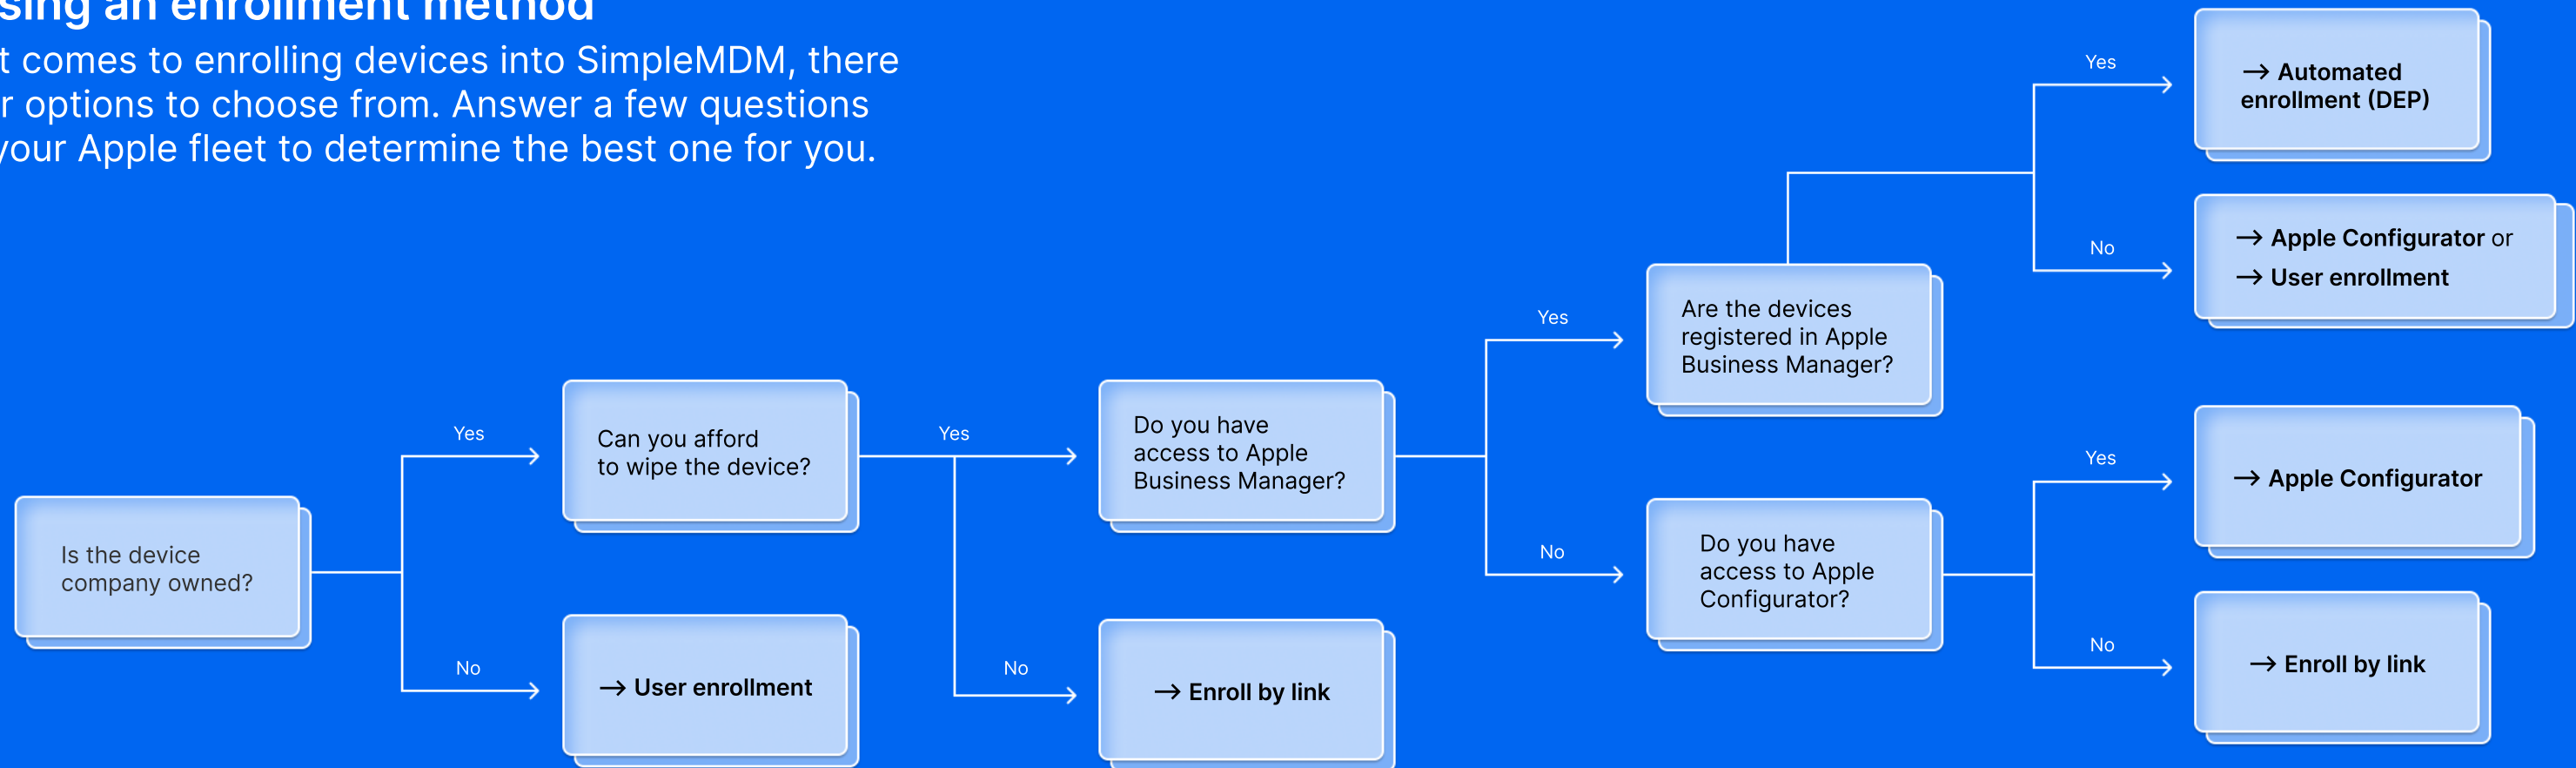 an enrollment method
comes to enrolling devices into SimpleMDM, there
options to choose from. Answer a few questions
your Apple fleet to determine the best one for you.
Is the device
company owned?
Yes
No
Can you afford
to wipe the device?
→ User enrollment
Yes
No
Do you have
access to Apple
Business Manager?
→ Enroll by link
Yes
No
Are the devices
registered in Apple
Business Manager?
Do you have
access to Apple
Configurator?
Yes
No
→ Automated
enrollment (DEP)
→ Apple Configurator or
→ User enrollment
Yes
No
→ Apple Configurator
→ Enroll by link